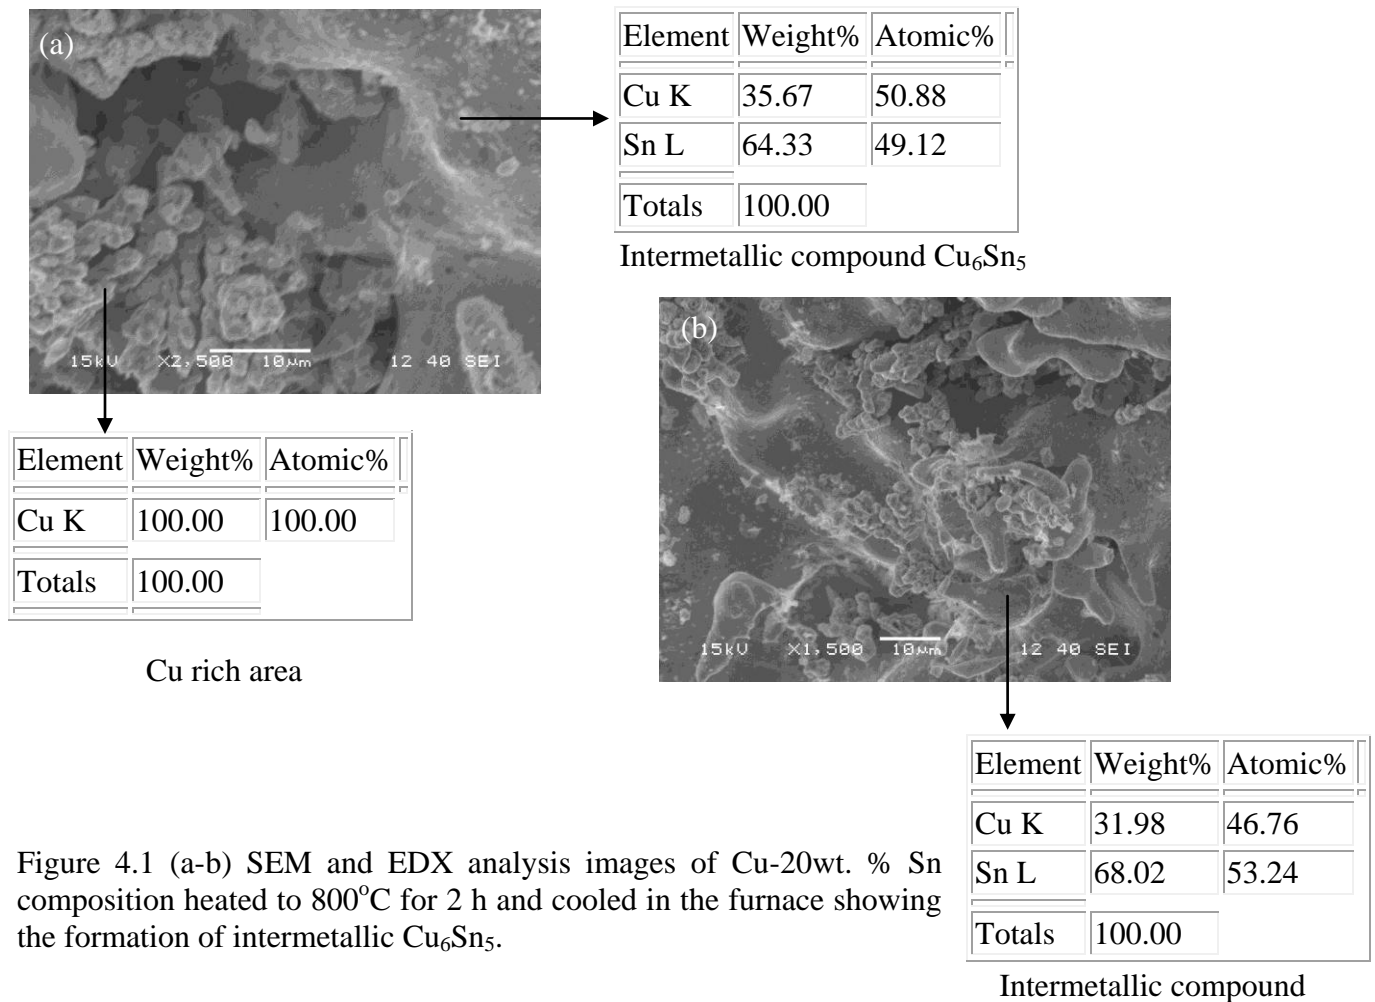 (a)
15kV X2,500 10µm 12 40 SEI
Element Weight% Atomic%
Cu K 35.67 50.88
Sn L 64.33 49.12
Totals 100.00
Intermetallic compound Cu₆Sn₅
Element Weight% Atomic%
Cu K 100.00 100.00
Totals 100.00
Cu rich area
(b)
15kV X1,500 10µm 12 40 SEI
Element Weight% Atomic%
Cu K 31.98 46.76
Sn L 68.02 53.24
Totals 100.00
Intermetallic compound
Figure 4.1 (a-b) SEM and EDX analysis images of Cu-20wt. % Sn
composition heated to 800°C for 2 h and cooled in the furnace showing
the formation of intermetallic Cu₆Sn₅.